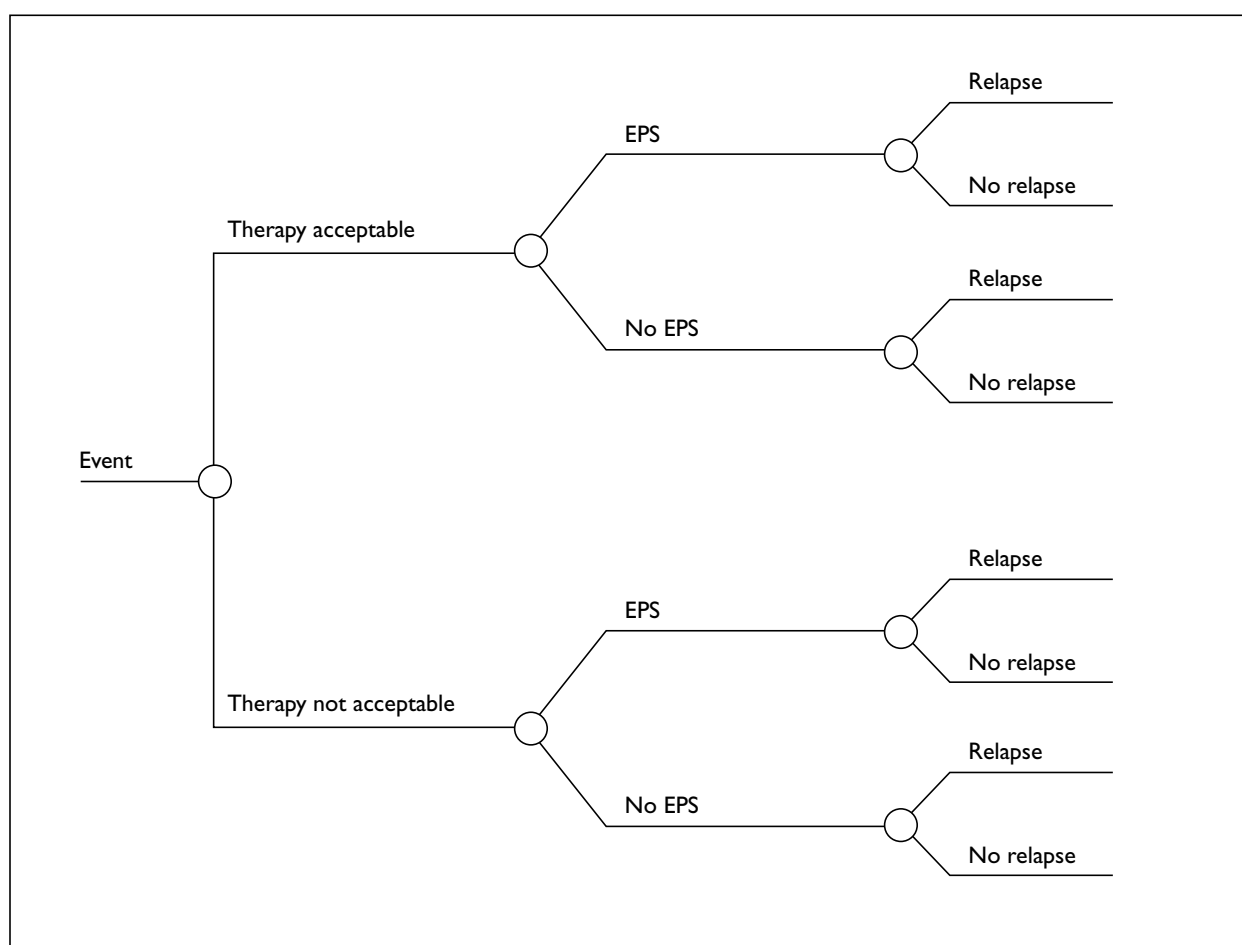 Relapse
EPS
No relapse
Therapy acceptable
Relapse
No EPS
No relapse
Event
Relapse
EPS
No relapse
Therapy not acceptable
Relapse
No EPS
No relapse